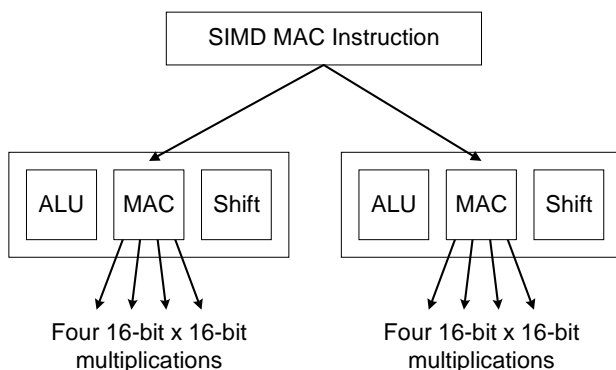 SIMD MAC Instruction
ALU MAC Shift
ALU MAC Shift
Four 16-bit x 16-bit
multiplications
Four 16-bit x 16-bit
multiplications